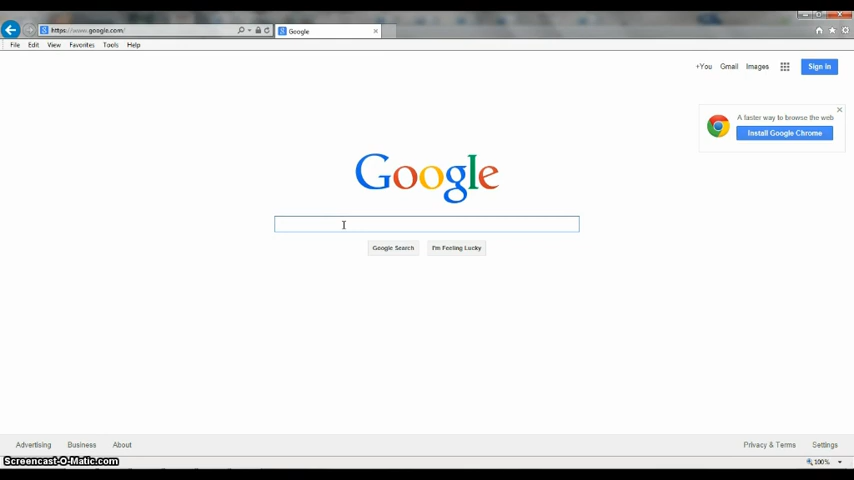 https://www.google.com/
Google
File Edit View Favorites Tools Help
+You Gmail Images Sign in
A faster way to browse the web
Install Google Chrome
Google
Google Search I'm Feeling Lucky
Advertising Business About Privacy & Terms Settings
Screencast-O-Matic.com 100%